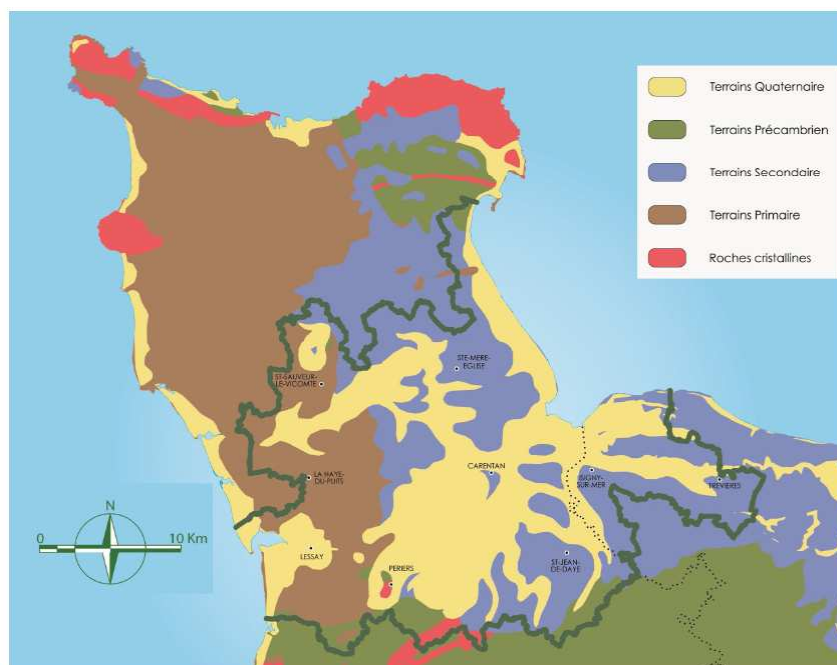 Terrains Quaternaire
Terrains Précambrien
Terrains Secondaire
Terrains Primaire
Roches cristallines
STE-MERE-
EGLISE
ST-SAUVEUR-
LE-VICOMTE
LA HAYE-
DU-PUITS
CARENTAN
ISIGNY-
SUR-MER
TREVIERES
N
0
10 Km
LESSAY
PERIERS
ST-JEAN-
DE-DAYE